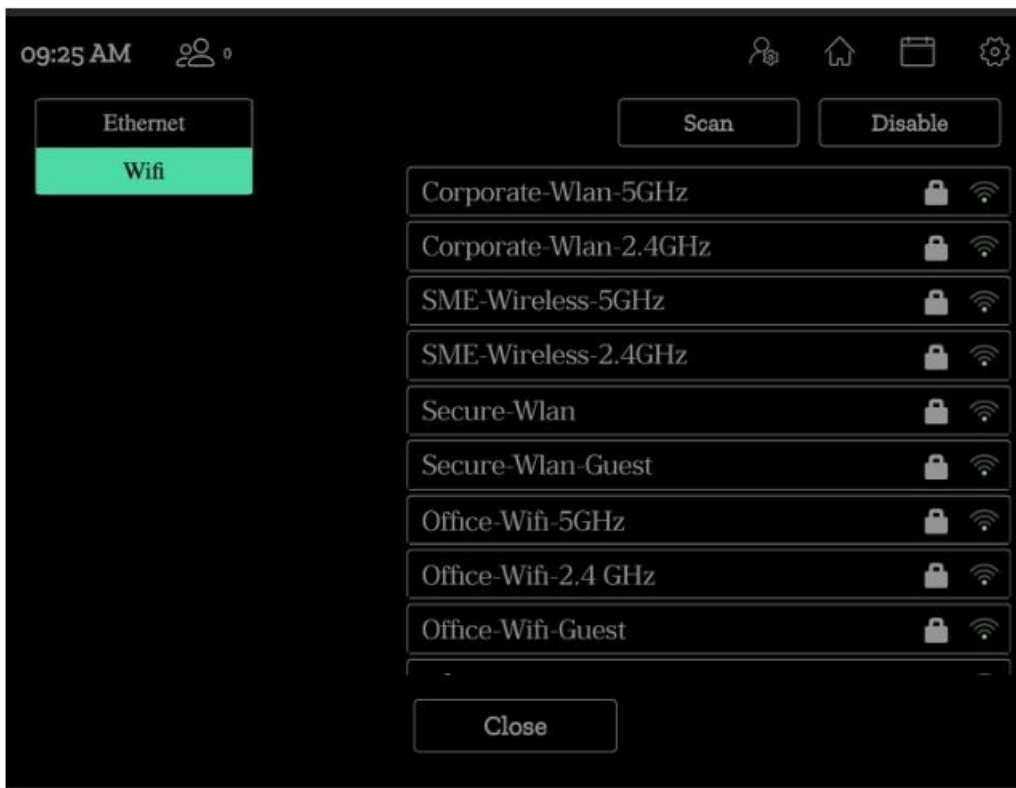 09:25 AM 0
Ethernet
Wifi
Scan Disable
Corporate-Wlan-5GHz
Corporate-Wlan-2.4GHz
SME-Wireless-5GHz
SME-Wireless-2.4GHz
Secure-Wlan
Secure-Wlan-Guest
Office-Wifi-5GHz
Office-Wifi-2.4 GHz
Office-Wifi-Guest
Close